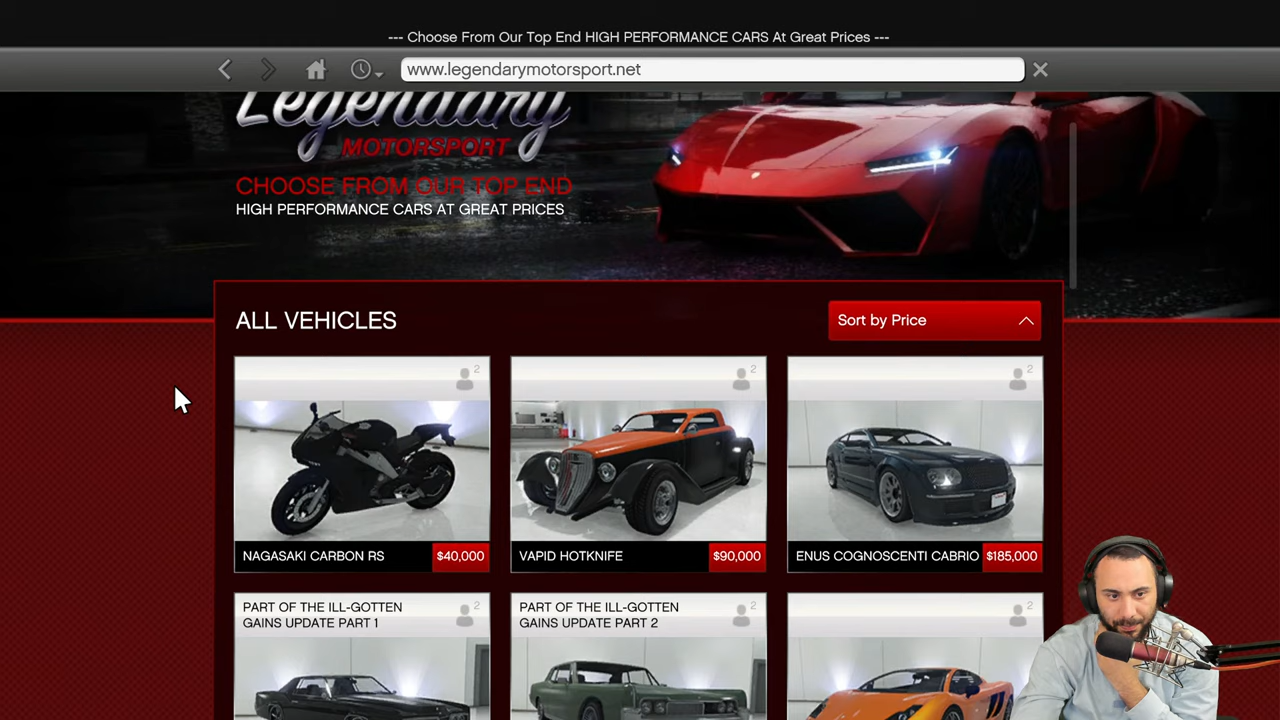 --- Choose From Our Top End HIGH PERFORMANCE CARS At Great Prices ---
www.legendarymotorsport.net
Legendary
MOTORSPORT
CHOOSE FROM OUR TOP END
HIGH PERFORMANCE CARS AT GREAT PRICES
ALL VEHICLES
Sort by Price
2
2
2
NAGASAKI CARBON RS
$40,000
VAPID HOTKNIFE
$90,000
ENUS COGNOSCENTI CABRIO
$185,000
PART OF THE ILL-GOTTEN
GAINS UPDATE PART 1
2
PART OF THE ILL-GOTTEN
GAINS UPDATE PART 2
2
2